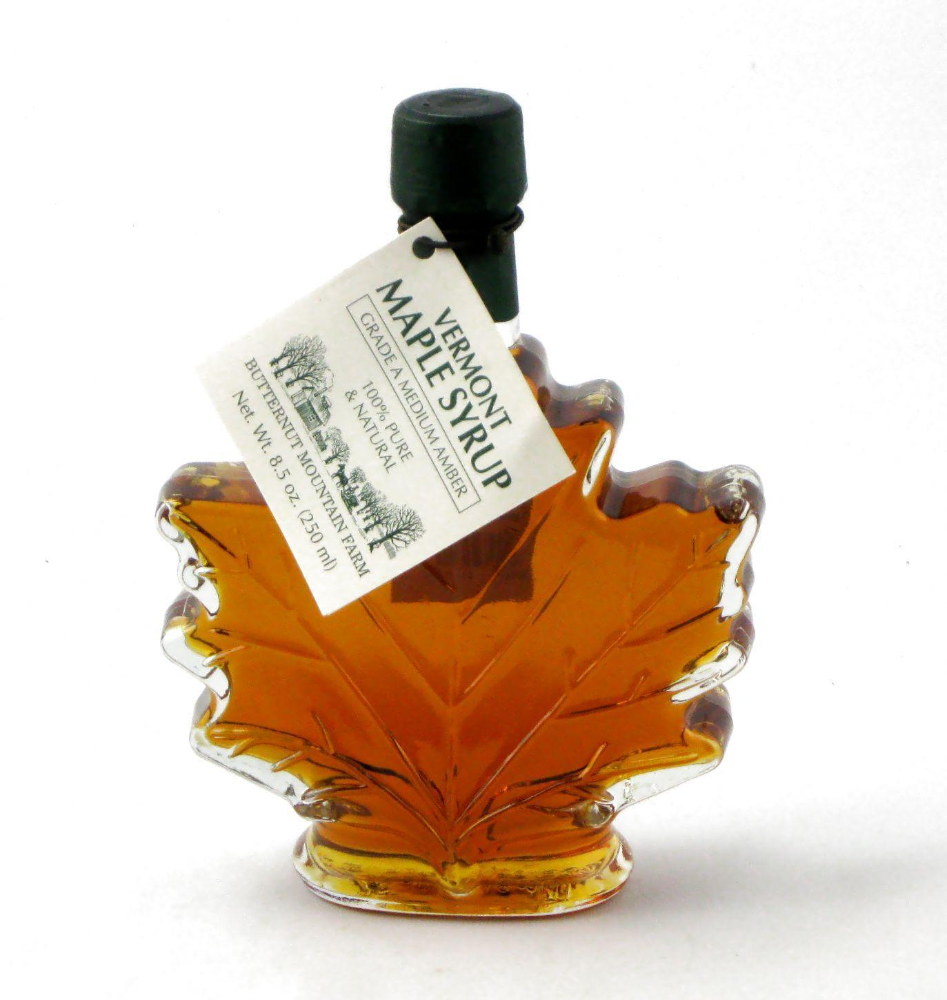 VERMONT
MAPLE SYRUP
GRADE A MEDIUM AMBER
100% PURE
& NATURAL
BUTTERNUT MOUNTAIN FARM
Net. Wt. 8.5 oz. (250 ml)